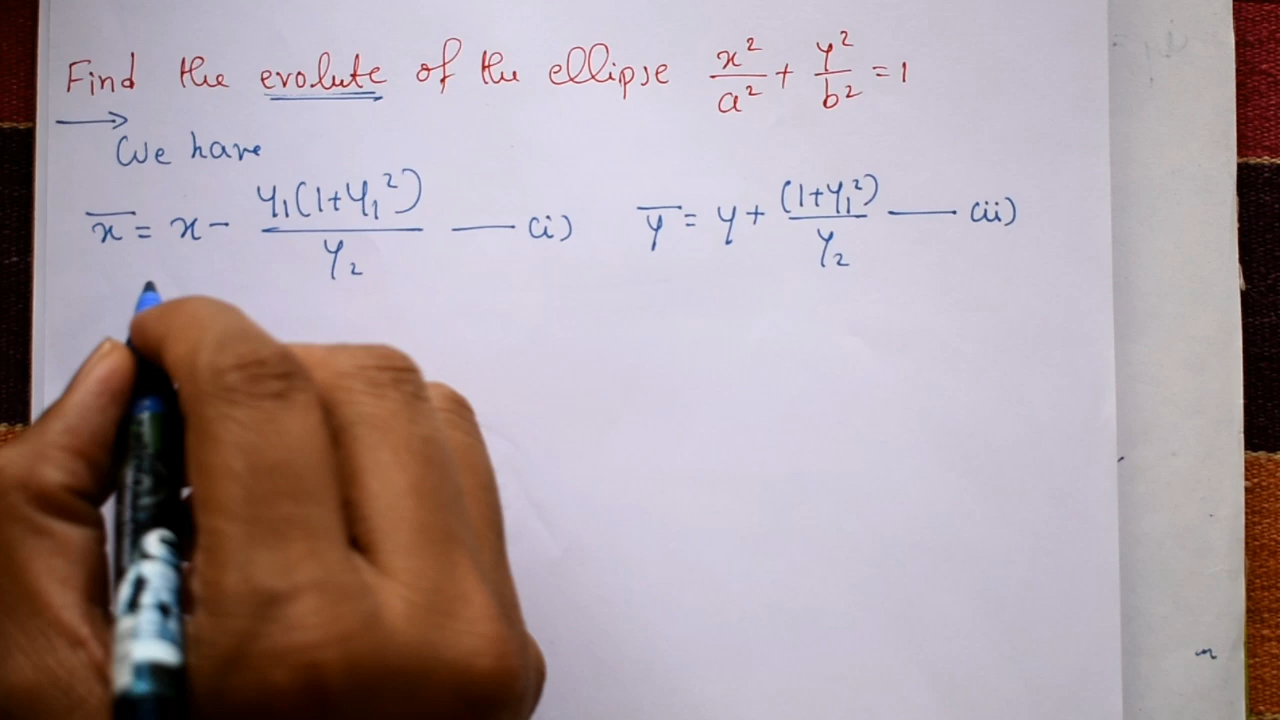 Find the evolute of the ellipse x²/a² + y²/b² = 1
We have
x̄ = x - y₁(1+y₁²)/y₂ —— (i) ȳ = y + (1+y₁²)/y₂ —— (ii)